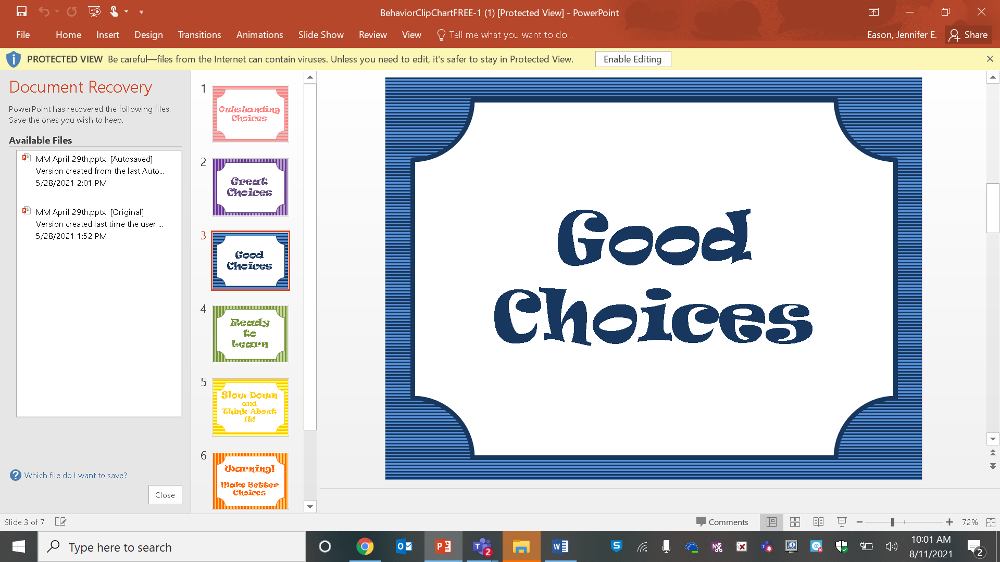 BehaviorClipChartFREE-1 (1) [Protected View] - PowerPoint
File Home Insert Design Transitions Animations Slide Show Review View Tell me what you want to do... Eason, Jennifer E. Share
PROTECTED VIEW Be careful—files from the Internet can contain viruses. Unless you need to edit, it's safer to stay in Protected View. Enable Editing
Document Recovery
PowerPoint has recovered the following files.
Save the ones you wish to keep.
Available Files
MM April 29th.pptx [Autosaved]
Version created from the last Auto...
5/28/2021 2:01 PM
MM April 29th.pptx [Original]
Version created last time the user ...
5/28/2021 1:52 PM
Which file do I want to save?
Close
1
Outstanding
Choices
2
Great
Choices
3
Good
Choices
4
Ready
to
Learn
5
Slow Down
and
Think About
It!
6
Warning!
Make Better
Choices
Good
Choices
Slide 3 of 7
Comments
72%
Type here to search
2
10:01 AM
8/11/2021
2